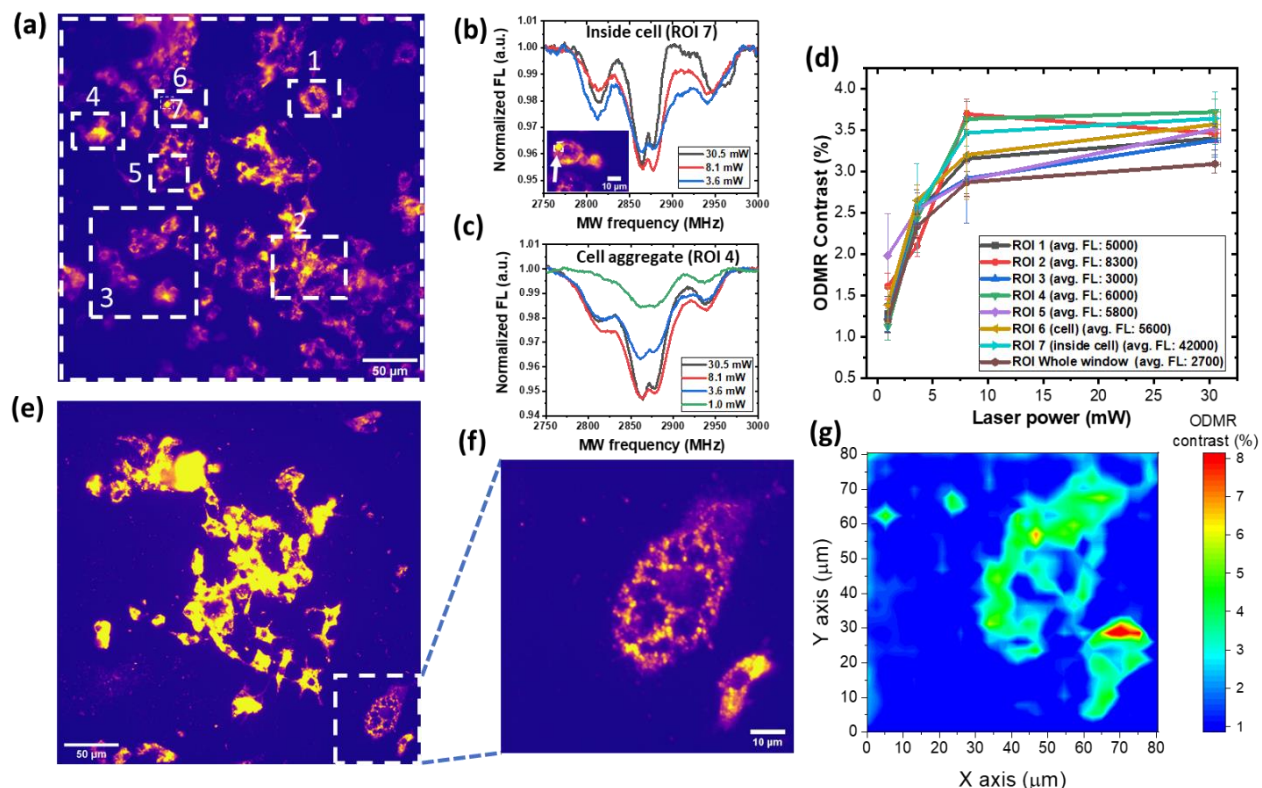 (a)
1
2
3
4
5
6
7
50 µm
(b)
Inside cell (ROI 7)
Normalized FL (a.u.)
1.01
1.00
0.99
0.98
0.97
0.96
0.95
10 µm
30.5 mW
8.1 mW
3.6 mW
2750 2800 2850 2900 2950 3000
MW frequency (MHz)
(c)
Cell aggregate (ROI 4)
Normalized FL (a.u.)
1.01
1.00
0.99
0.98
0.97
0.96
0.95
0.94
30.5 mW
8.1 mW
3.6 mW
1.0 mW
2750 2800 2850 2900 2950 3000
MW frequency (MHz)
(d)
ODMR Contrast (%)
4.0
3.5
3.0
2.5
2.0
1.5
1.0
0.5
ROI 1 (avg. FL: 5000)
ROI 2 (avg. FL: 8300)
ROI 3 (avg. FL: 3000)
ROI 4 (avg. FL: 6000)
ROI 5 (avg. FL: 5800)
ROI 6 (cell) (avg. FL: 5600)
ROI 7 (inside cell) (avg. FL: 42000)
ROI Whole window (avg. FL: 2700)
0 5 10 15 20 25 30
Laser power (mW)
(e)
50 µm
(f)
10 µm
(g)
ODMR
contrast (%)
8
7
6
5
4
3
2
1
Y axis (µm)
80
70
60
50
40
30
20
10
0
0 10 20 30 40 50 60 70 80
X axis (µm)